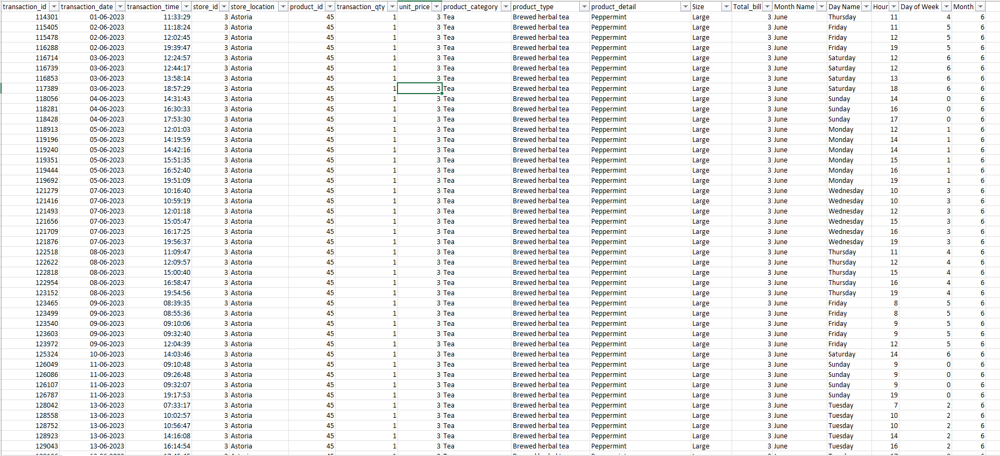 transaction_id transaction_date transaction_time store_id store_location product_id transaction_qty unit_price product_category product_type product_detail Size Total_bill Month Name Day Name Hour Day of Week Month
114301 01-06-2023 11:33:29 3 Astoria 45 1 3 Tea Brewed herbal tea Peppermint Large 3 June Thursday 11 4 6
115405 02-06-2023 11:18:24 3 Astoria 45 1 3 Tea Brewed herbal tea Peppermint Large 3 June Friday 11 5 6
115478 02-06-2023 12:02:45 3 Astoria 45 1 3 Tea Brewed herbal tea Peppermint Large 3 June Friday 12 5 6
116288 02-06-2023 19:39:47 3 Astoria 45 1 3 Tea Brewed herbal tea Peppermint Large 3 June Friday 19 5 6
116714 03-06-2023 12:24:57 3 Astoria 45 1 3 Tea Brewed herbal tea Peppermint Large 3 June Saturday 12 6 6
116739 03-06-2023 12:44:17 3 Astoria 45 1 3 Tea Brewed herbal tea Peppermint Large 3 June Saturday 12 6 6
116853 03-06-2023 13:58:14 3 Astoria 45 1 3 Tea Brewed herbal tea Peppermint Large 3 June Saturday 13 6 6
117389 03-06-2023 18:57:29 3 Astoria 45 1 3 Tea Brewed herbal tea Peppermint Large 3 June Saturday 18 6 6
118056 04-06-2023 14:31:43 3 Astoria 45 1 3 Tea Brewed herbal tea Peppermint Large 3 June Sunday 14 0 6
118281 04-06-2023 16:30:33 3 Astoria 45 1 3 Tea Brewed herbal tea Peppermint Large 3 June Sunday 16 0 6
118428 04-06-2023 17:53:30 3 Astoria 45 1 3 Tea Brewed herbal tea Peppermint Large 3 June Sunday 17 0 6
118913 05-06-2023 12:01:03 3 Astoria 45 1 3 Tea Brewed herbal tea Peppermint Large 3 June Monday 12 1 6
119196 05-06-2023 14:19:59 3 Astoria 45 1 3 Tea Brewed herbal tea Peppermint Large 3 June Monday 14 1 6
119240 05-06-2023 14:42:16 3 Astoria 45 1 3 Tea Brewed herbal tea Peppermint Large 3 June Monday 14 1 6
119351 05-06-2023 15:51:35 3 Astoria 45 1 3 Tea Brewed herbal tea Peppermint Large 3 June Monday 15 1 6
119444 05-06-2023 16:52:40 3 Astoria 45 1 3 Tea Brewed herbal tea Peppermint Large 3 June Monday 16 1 6
119692 05-06-2023 19:51:09 3 Astoria 45 1 3 Tea Brewed herbal tea Peppermint Large 3 June Monday 19 1 6
121279 07-06-2023 10:16:40 3 Astoria 45 1 3 Tea Brewed herbal tea Peppermint Large 3 June Wednesday 10 3 6
121416 07-06-2023 10:59:19 3 Astoria 45 1 3 Tea Brewed herbal tea Peppermint Large 3 June Wednesday 10 3 6
121493 07-06-2023 12:01:18 3 Astoria 45 1 3 Tea Brewed herbal tea Peppermint Large 3 June Wednesday 12 3 6
121656 07-06-2023 15:05:47 3 Astoria 45 1 3 Tea Brewed herbal tea Peppermint Large 3 June Wednesday 15 3 6
121709 07-06-2023 16:17:25 3 Astoria 45 1 3 Tea Brewed herbal tea Peppermint Large 3 June Wednesday 16 3 6
121876 07-06-2023 19:56:37 3 Astoria 45 1 3 Tea Brewed herbal tea Peppermint Large 3 June Wednesday 19 3 6
122518 08-06-2023 11:09:47 3 Astoria 45 1 3 Tea Brewed herbal tea Peppermint Large 3 June Thursday 11 4 6
122622 08-06-2023 12:09:57 3 Astoria 45 1 3 Tea Brewed herbal tea Peppermint Large 3 June Thursday 12 4 6
122818 08-06-2023 15:00:40 3 Astoria 45 1 3 Tea Brewed herbal tea Peppermint Large 3 June Thursday 15 4 6
122954 08-06-2023 16:58:47 3 Astoria 45 1 3 Tea Brewed herbal tea Peppermint Large 3 June Thursday 16 4 6
123152 08-06-2023 19:54:56 3 Astoria 45 1 3 Tea Brewed herbal tea Peppermint Large 3 June Thursday 19 4 6
123465 09-06-2023 08:39:35 3 Astoria 45 1 3 Tea Brewed herbal tea Peppermint Large 3 June Friday 8 5 6
123499 09-06-2023 08:55:36 3 Astoria 45 1 3 Tea Brewed herbal tea Peppermint Large 3 June Friday 8 5 6
123540 09-06-2023 09:10:06 3 Astoria 45 1 3 Tea Brewed herbal tea Peppermint Large 3 June Friday 9 5 6
123603 09-06-2023 09:32:40 3 Astoria 45 1 3 Tea Brewed herbal tea Peppermint Large 3 June Friday 9 5 6
123972 09-06-2023 12:04:39 3 Astoria 45 1 3 Tea Brewed herbal tea Peppermint Large 3 June Friday 12 5 6
125324 10-06-2023 14:03:46 3 Astoria 45 1 3 Tea Brewed herbal tea Peppermint Large 3 June Saturday 14 6 6
126049 11-06-2023 09:10:48 3 Astoria 45 1 3 Tea Brewed herbal tea Peppermint Large 3 June Sunday 9 0 6
126086 11-06-2023 09:26:48 3 Astoria 45 1 3 Tea Brewed herbal tea Peppermint Large 3 June Sunday 9 0 6
126107 11-06-2023 09:32:07 3 Astoria 45 1 3 Tea Brewed herbal tea Peppermint Large 3 June Sunday 9 0 6
126787 11-06-2023 19:17:53 3 Astoria 45 1 3 Tea Brewed herbal tea Peppermint Large 3 June Sunday 19 0 6
128042 13-06-2023 07:33:17 3 Astoria 45 1 3 Tea Brewed herbal tea Peppermint Large 3 June Tuesday 7 2 6
128558 13-06-2023 10:02:57 3 Astoria 45 1 3 Tea Brewed herbal tea Peppermint Large 3 June Tuesday 10 2 6
128752 13-06-2023 10:56:47 3 Astoria 45 1 3 Tea Brewed herbal tea Peppermint Large 3 June Tuesday 10 2 6
128923 13-06-2023 14:16:08 3 Astoria 45 1 3 Tea Brewed herbal tea Peppermint Large 3 June Tuesday 14 2 6
129043 13-06-2023 16:14:54 3 Astoria 45 1 3 Tea Brewed herbal tea Peppermint Large 3 June Tuesday 16 2 6